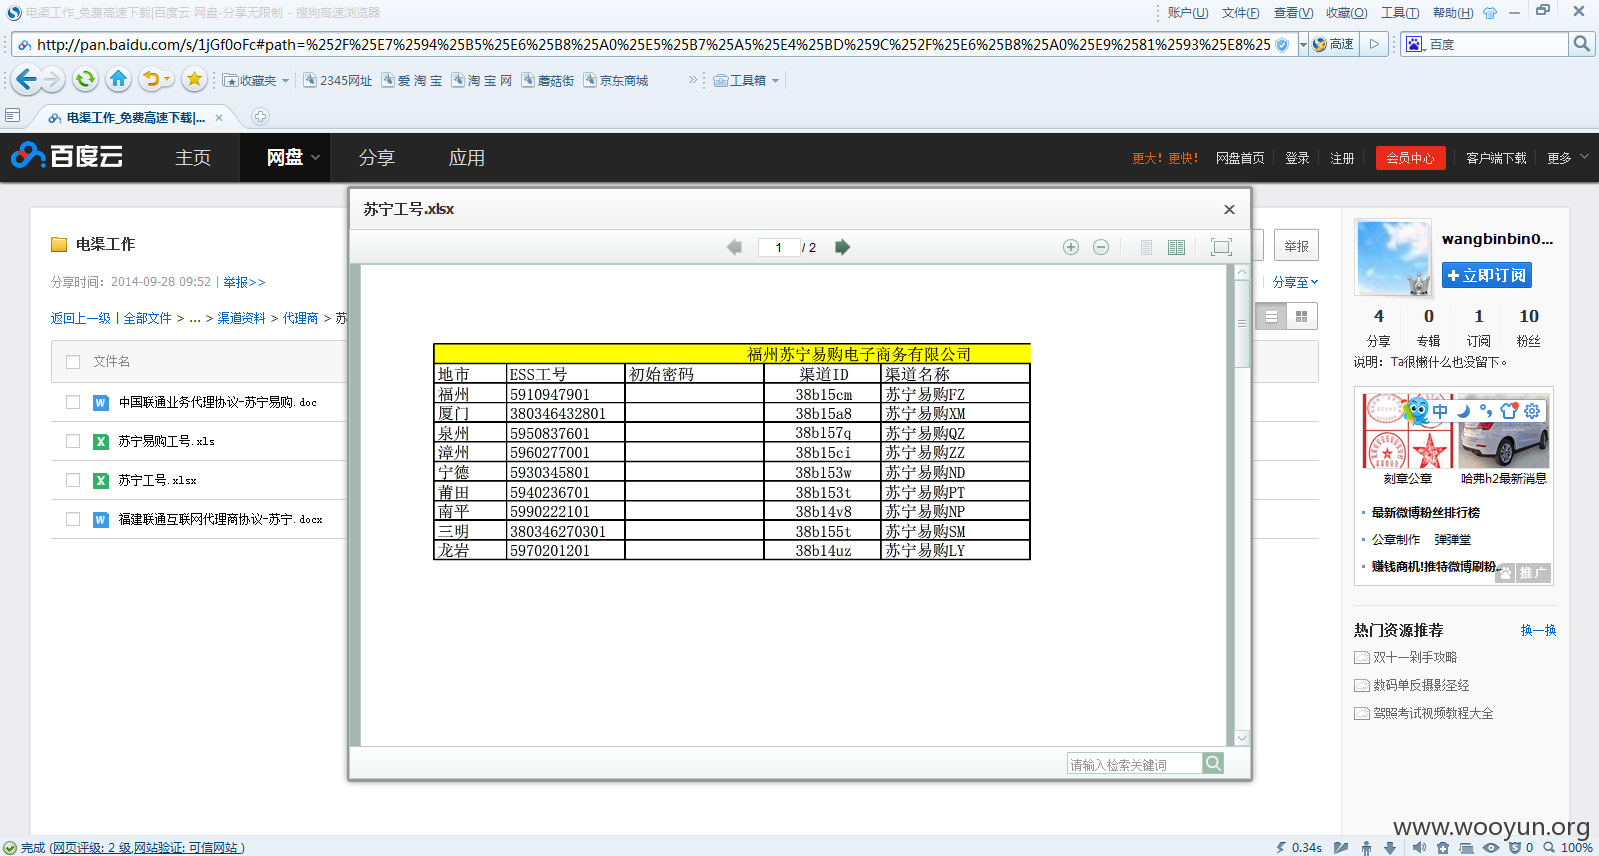 电渠工作_免费高速下载|百度云 网盘-分享无限制 - 搜狗高速浏览器
账户(U) 文件(F) 查看(V) 收藏(O) 工具(T) 帮助(H)
http://pan.baidu.com/s/1jGf0oFc#path=%252F%25E7%2594%25B5%25E6%25B8%25A0%25E5%25B7%25A5%25E4%25BD%259C%252F%25E6%25B8%25A0%25E9%2581%2593%25E8%25
高速
百度
收藏夹 2345网址 爱 淘 宝 淘 宝 网 蘑菇街 京东商城 » 工具箱
电渠工作_免费高速下载|...
百度云 主页 网盘 分享 应用 更大! 更快! 网盘首页 登录 注册 会员中心 客户端下载 更多
苏宁工号.xlsx
1 / 2
电渠工作
举报
分享时间：2014-09-28 09:52 | 举报>>
分享至
返回上一级 | 全部文件 > ... > 渠道资料 > 代理商 > 苏
文件名
中国联通业务代理协议-苏宁易购.doc
苏宁易购工号.xls
苏宁工号.xlsx
福建联通互联网代理商协议-苏宁.docx
福州苏宁易购电子商务有限公司
地市 ESS工号 初始密码 渠道ID 渠道名称
福州 5910947901 38b15cm 苏宁易购FZ
厦门 380346432801 38b15a8 苏宁易购XM
泉州 5950837601 38b157q 苏宁易购QZ
漳州 5960277001 38b15ci 苏宁易购ZZ
宁德 5930345801 38b153w 苏宁易购ND
莆田 5940236701 38b153t 苏宁易购PT
南平 5990222101 38b14v8 苏宁易购NP
三明 380346270301 38b155t 苏宁易购SM
龙岩 5970201201 38b14uz 苏宁易购LY
请输入检索关键词
wangbinbin0...
+立即订阅
4 0 1 10
分享 专辑 订阅 粉丝
说明：Ta很懒什么也没留下。
中
刻章公章 哈弗h2最新消息
最新微博粉丝排行榜
公章制作 弹弹堂
赚钱商机!推特微博刷粉..
推广
热门资源推荐 换一换
双十一剁手攻略
数码单反摄影圣经
驾照考试视频教程大全
www.wooyun.org
完成 (网页评级: 2 级,网站验证: 可信网站 )
0.34s 0 100%